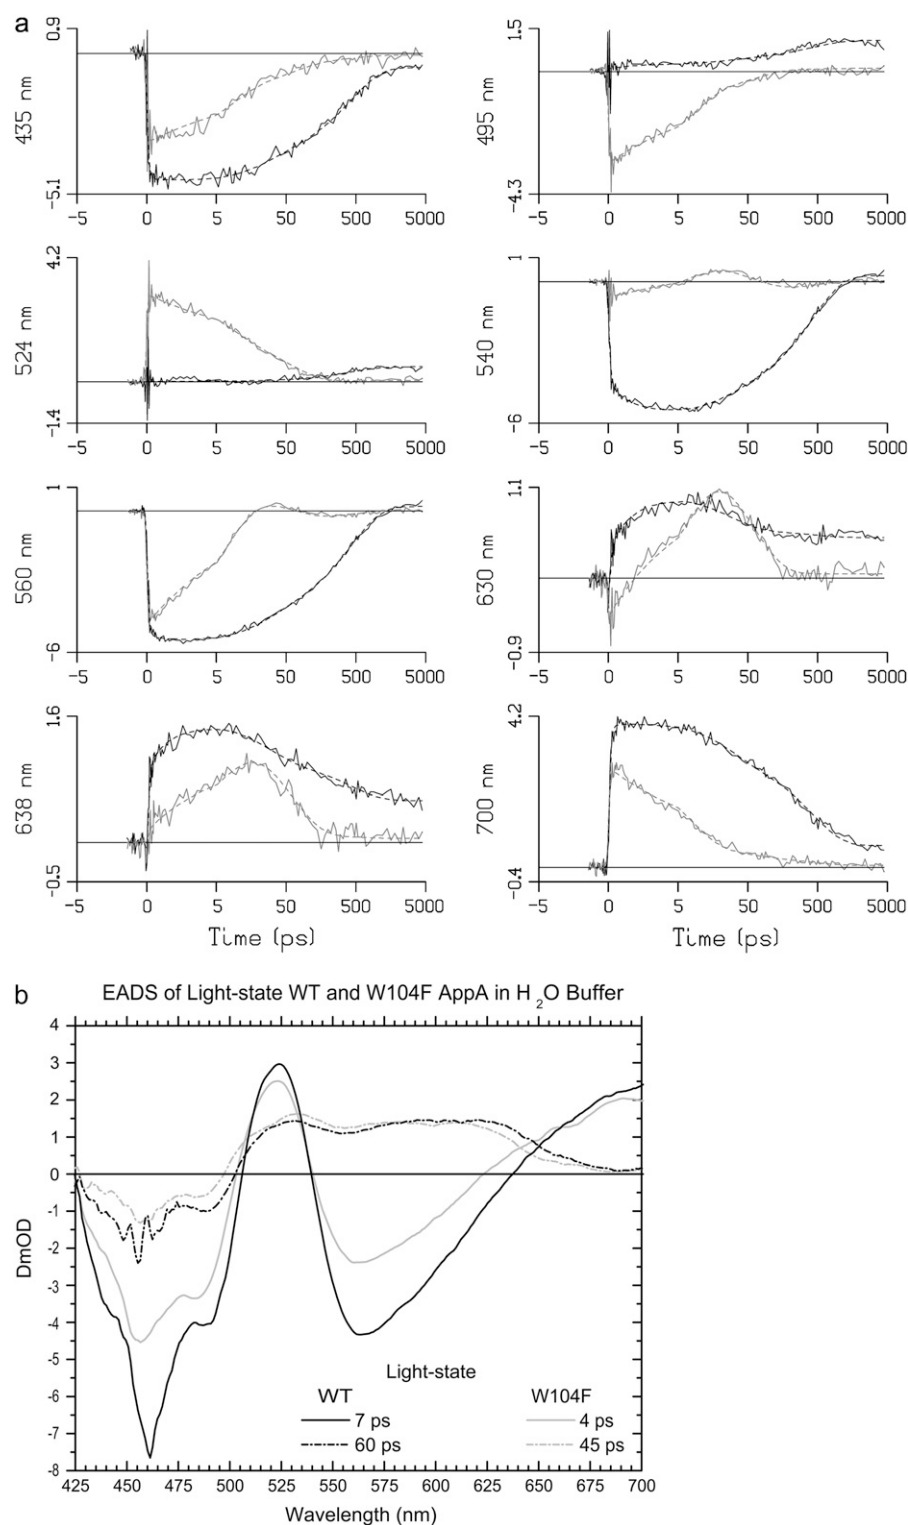 a
0.9
435 nm
-5.1
-5 0 5 50 500 5000
1.5
495 nm
-4.3
-5 0 5 50 500 5000
4.2
524 nm
-1.4
-5 0 5 50 500 5000
1
540 nm
-6
-5 0 5 50 500 5000
1
560 nm
-6
-5 0 5 50 500 5000
1.1
630 nm
-0.9
-5 0 5 50 500 5000
1.6
638 nm
-0.5
-5 0 5 50 500 5000
Time (ps)
4.2
700 nm
-0.4
-5 0 5 50 500 5000
Time (ps)
b
EADS of Light-state WT and W104F AppA in H2O Buffer
4
3
2
1
0
-1
-2
-3
-4
-5
-6
-7
-8
DmOD
Light-state
WT W104F
7 ps 4 ps
60 ps 45 ps
425 450 475 500 525 550 575 600 625 650 675 700
Wavelength (nm)